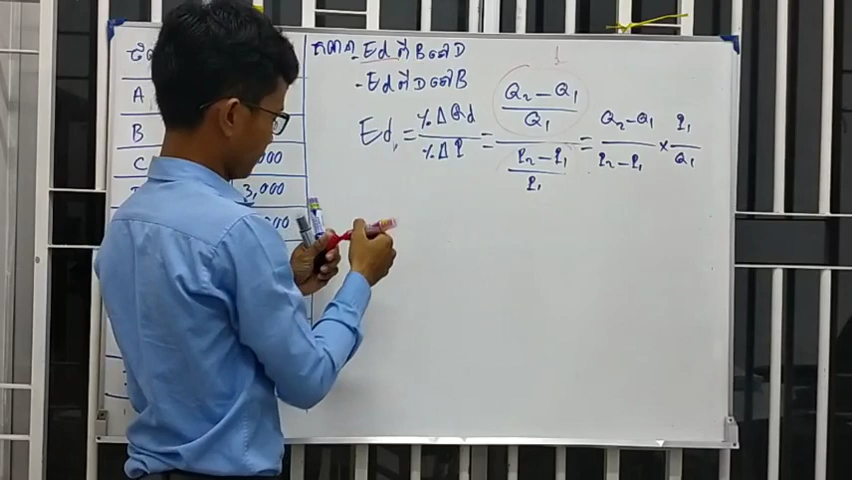 គណនា - Ed ពី B ទៅ D
- Ed ពី D ទៅ B
Ed₁ = %ΔQd / %ΔP = ((Q₂ - Q₁) / Q₁) / ((P₂ - P₁) / P₁) = (Q₂ - Q₁) / (P₂ - P₁) × P₁ / Q₁
A
B
C
3,000